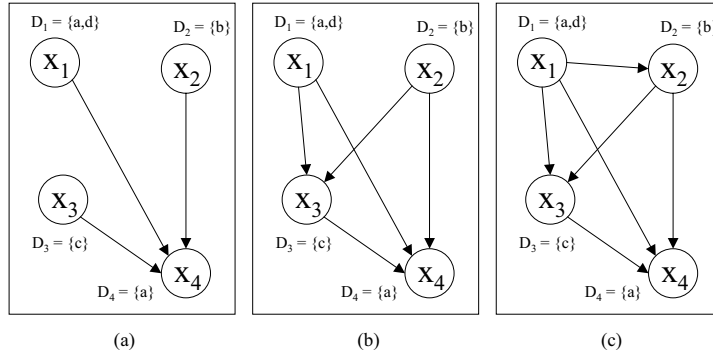 D₁ = {a,d}
D₂ = {b}
x₁
x₂
x₃
D₃ = {c}
x₄
D₄ = {a}
(a)
D₁ = {a,d}
D₂ = {b}
x₁
x₂
x₃
D₃ = {c}
x₄
D₄ = {a}
(b)
D₁ = {a,d}
D₂ = {b}
x₁
x₂
x₃
D₃ = {c}
x₄
D₄ = {a}
(c)